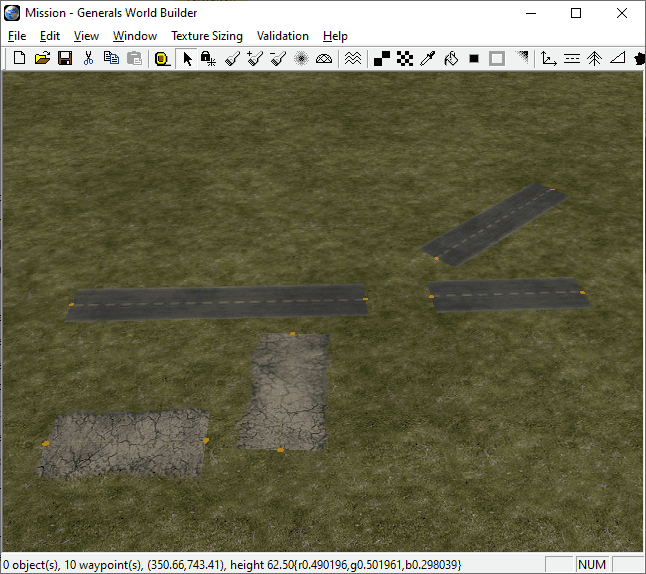 Mission - Generals World Builder
File Edit View Window Texture Sizing Validation Help
0 object(s), 10 waypoint(s), (350.66,743.41), height 62.50{r0.490196,g0.501961,b0.298039}
NUM